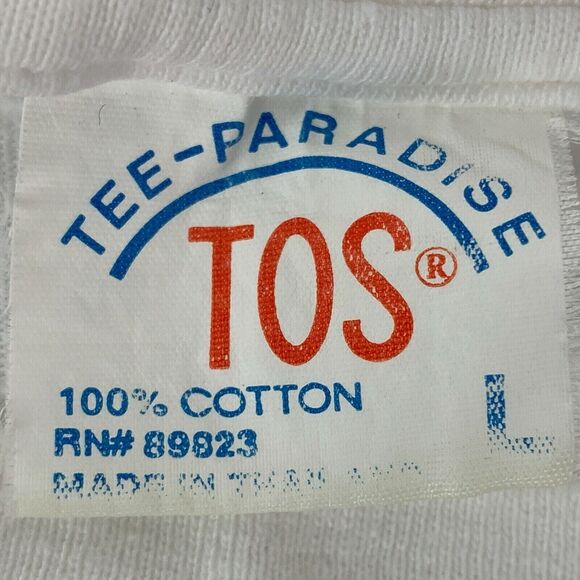 TEE-PARADISE
TOS®
100% COTTON
RN# 89823
L
MADE IN